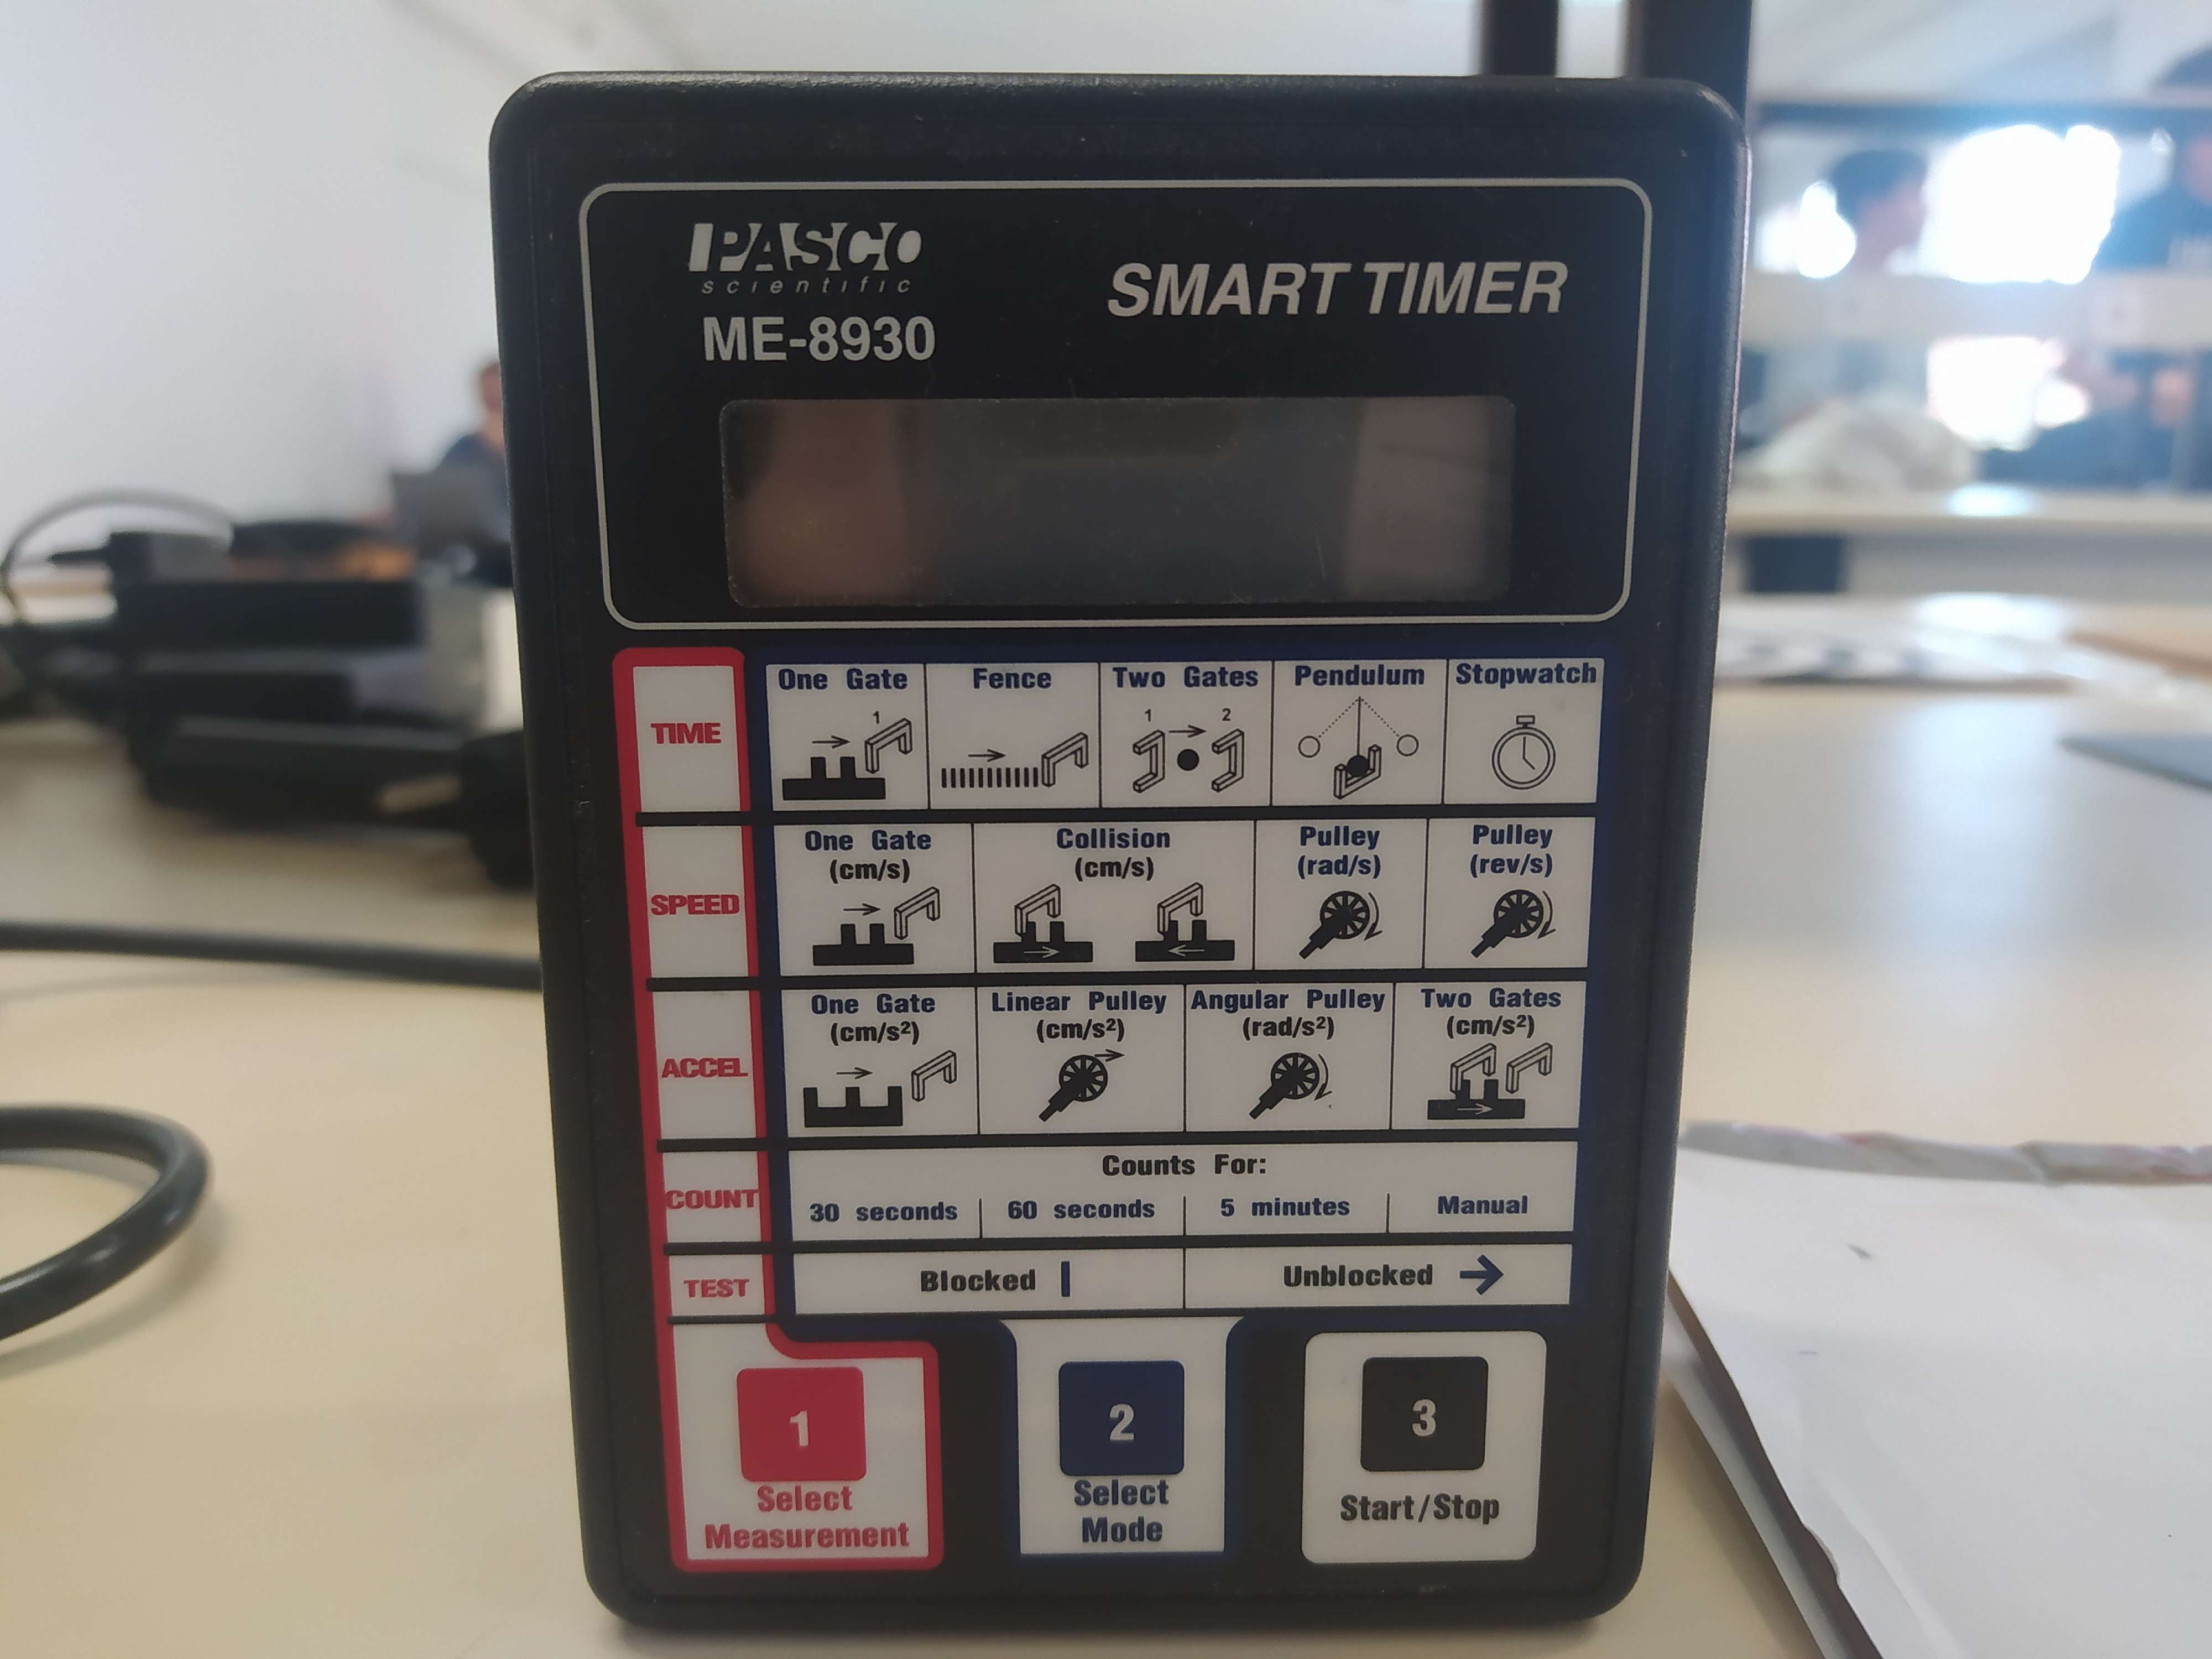 PASCO
scientific
ME-8930
SMART TIMER
TIME
One Gate
1
Fence
Two Gates
1 2
Pendulum
Stopwatch
SPEED
One Gate
(cm/s)
Collision
(cm/s)
Pulley
(rad/s)
Pulley
(rev/s)
ACCEL
One Gate
(cm/s²)
Linear Pulley
(cm/s²)
Angular Pulley
(rad/s²)
Two Gates
(cm/s²)
COUNT
Counts For:
30 seconds
60 seconds
5 minutes
Manual
TEST
Blocked
Unblocked
1
Select
Measurement
2
Select
Mode
3
Start/Stop